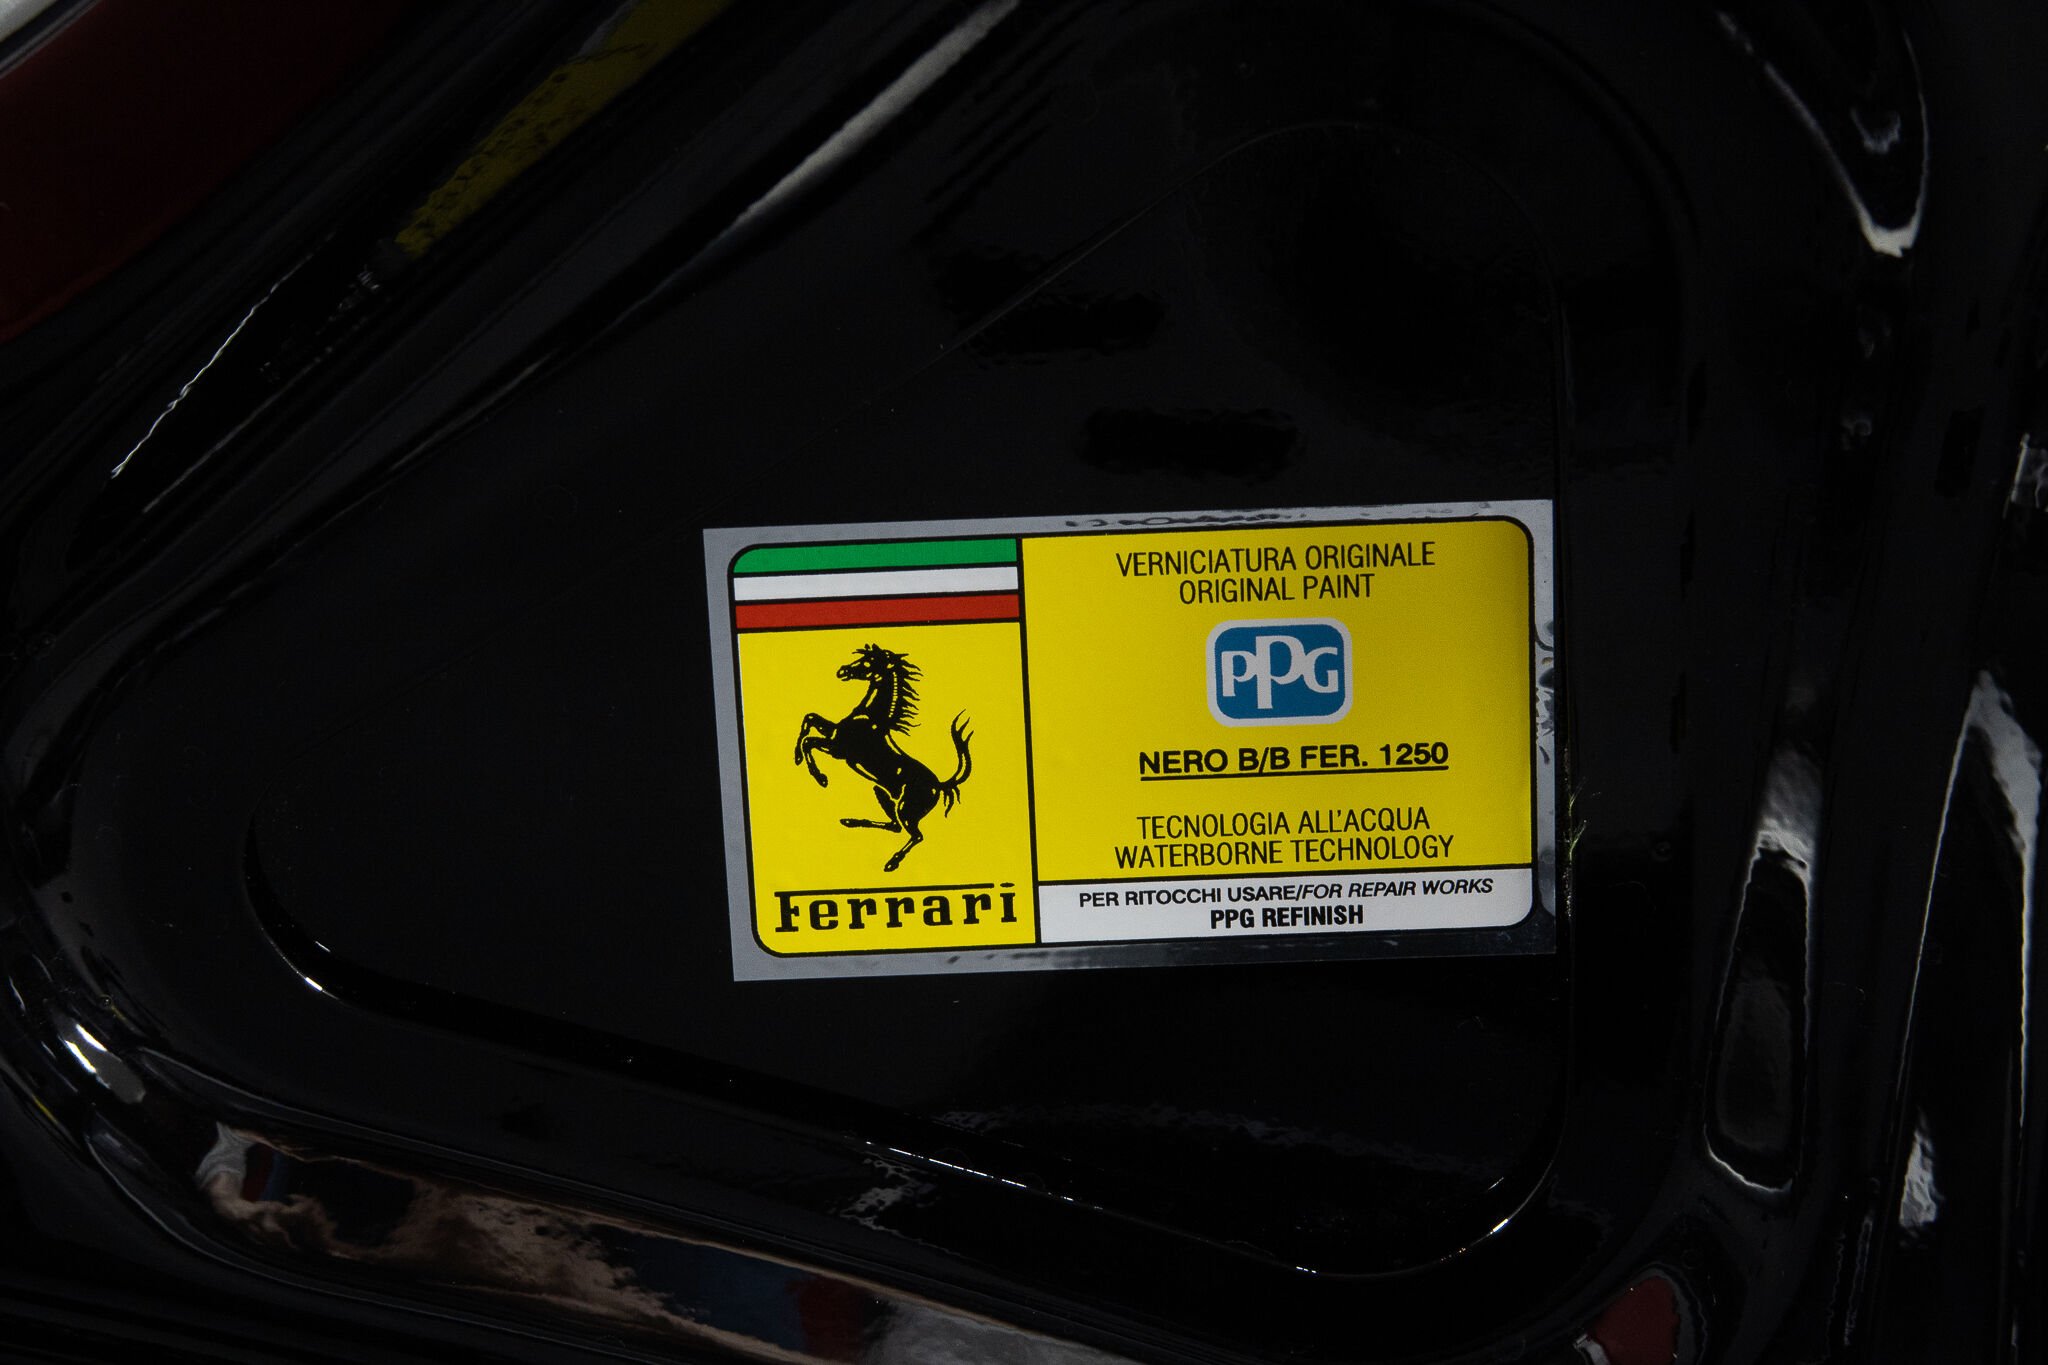 Ferrari
VERNICIATURA ORIGINALE
ORIGINAL PAINT
PPG
NERO B/B FER. 1250
TECNOLOGIA ALL'ACQUA
WATERBORNE TECHNOLOGY
PER RITOCCHI USARE/FOR REPAIR WORKS
PPG REFINISH